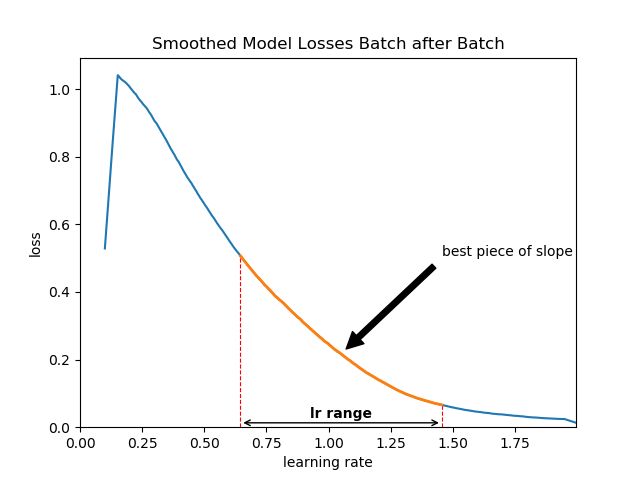 Smoothed Model Losses Batch after Batch
1.0
0.8
0.6
0.4
0.2
0.0
loss
best piece of slope
lr range
0.00 0.25 0.50 0.75 1.00 1.25 1.50 1.75
learning rate